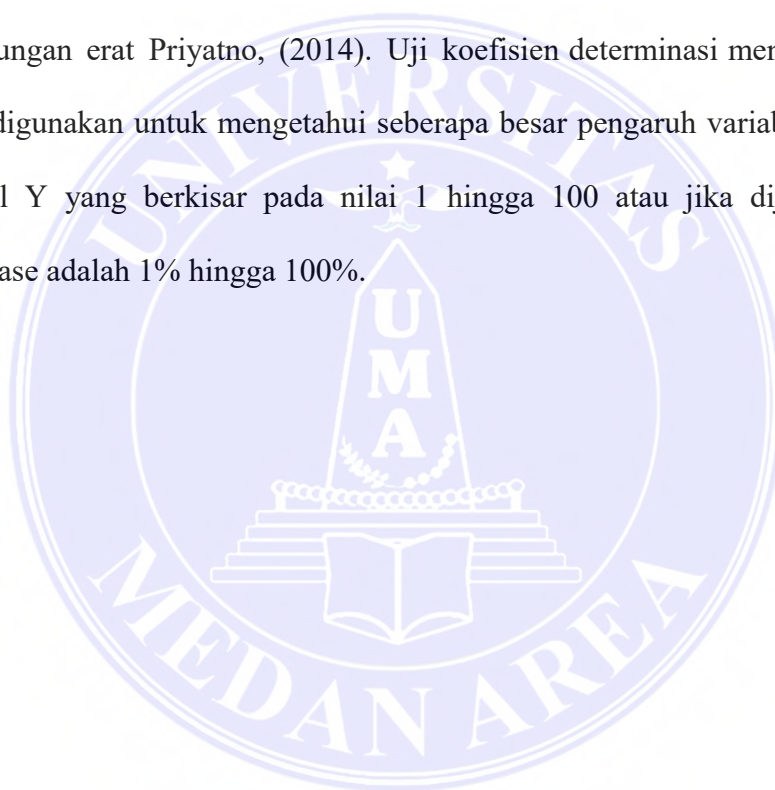 ungan erat Priyatno, (2014). Uji koefisien determinasi mer
digunakan untuk mengetahui seberapa besar pengaruh varial
l Y yang berkisar pada nilai 1 hingga 100 atau jika dij
ase adalah 1% hingga 100%.
UNIVERSITAS
U
M
A
MEDAN AREA